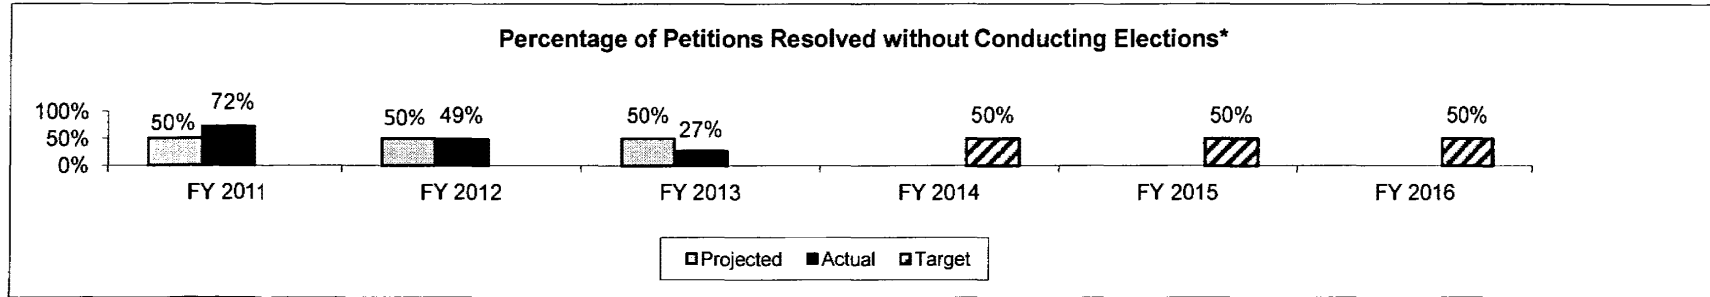 Percentage of Petitions Resolved without Conducting Elections*
100%
50%
0%
50% 72% 50% 49% 50% 27% 50% 50% 50%
FY 2011 FY 2012 FY 2013 FY 2014 FY 2015 FY 2016
Projected Actual Target